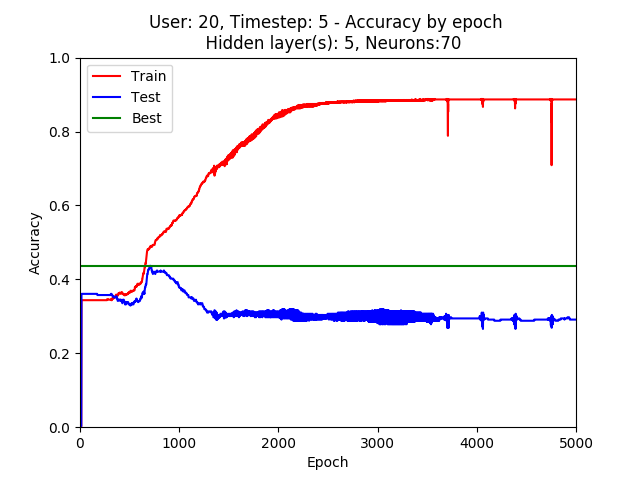 User: 20, Timestep: 5 - Accuracy by epoch
Hidden layer(s): 5, Neurons:70
Train
Test
Best
1.0
0.8
0.6
0.4
0.2
0.0
Accuracy
0 1000 2000 3000 4000 5000
Epoch